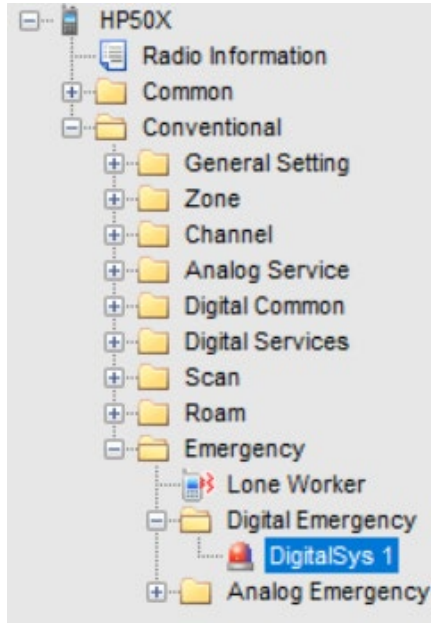 HP50X
Radio Information
Common
Conventional
General Setting
Zone
Channel
Analog Service
Digital Common
Digital Services
Scan
Roam
Emergency
Lone Worker
Digital Emergency
DigitalSys 1
Analog Emergency